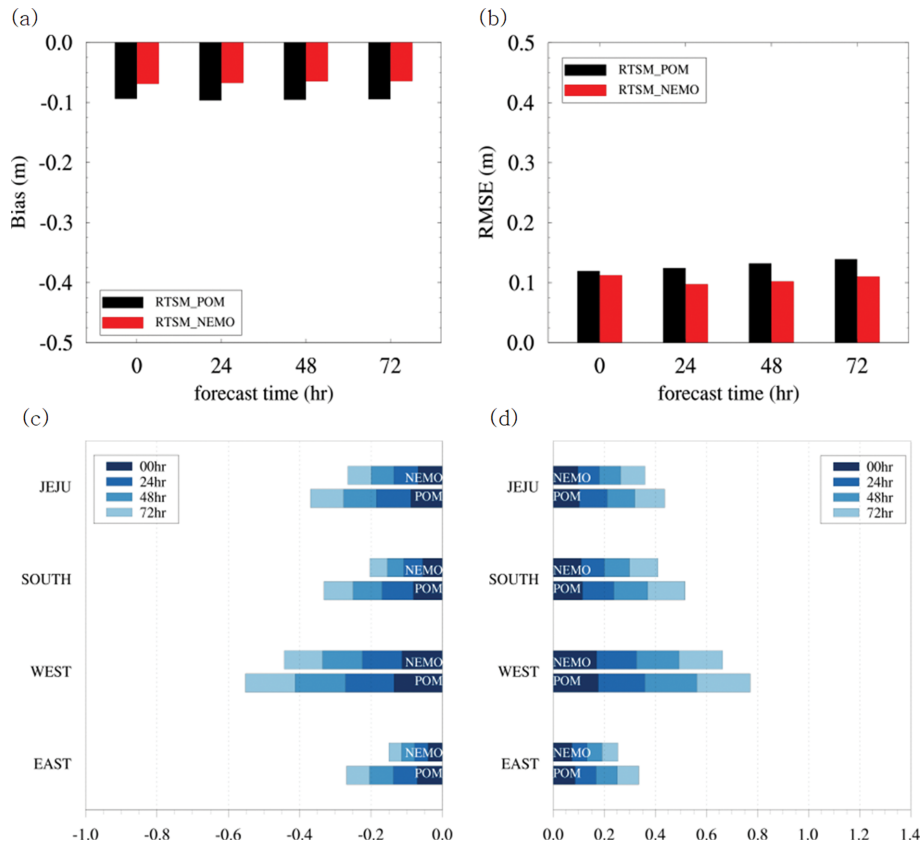 (a)
0.0
-0.1
-0.2
-0.3
-0.4
-0.5
Bias (m)
RTSM_POM
RTSM_NEMO
0 24 48 72
forecast time (hr)
(b)
0.5
0.4
0.3
0.2
0.1
0.0
RMSE (m)
RTSM_POM
RTSM_NEMO
0 24 48 72
forecast time (hr)
(c)
00hr
24hr
48hr
72hr
JEJU
NEMO
POM
SOUTH
NEMO
POM
WEST
NEMO
POM
EAST
NEMO
POM
-1.0 -0.8 -0.6 -0.4 -0.2 0.0
(d)
00hr
24hr
48hr
72hr
JEJU
NEMO
POM
SOUTH
NEMO
POM
WEST
NEMO
POM
EAST
NEMO
POM
0.0 0.2 0.4 0.6 0.8 1.0 1.2 1.4